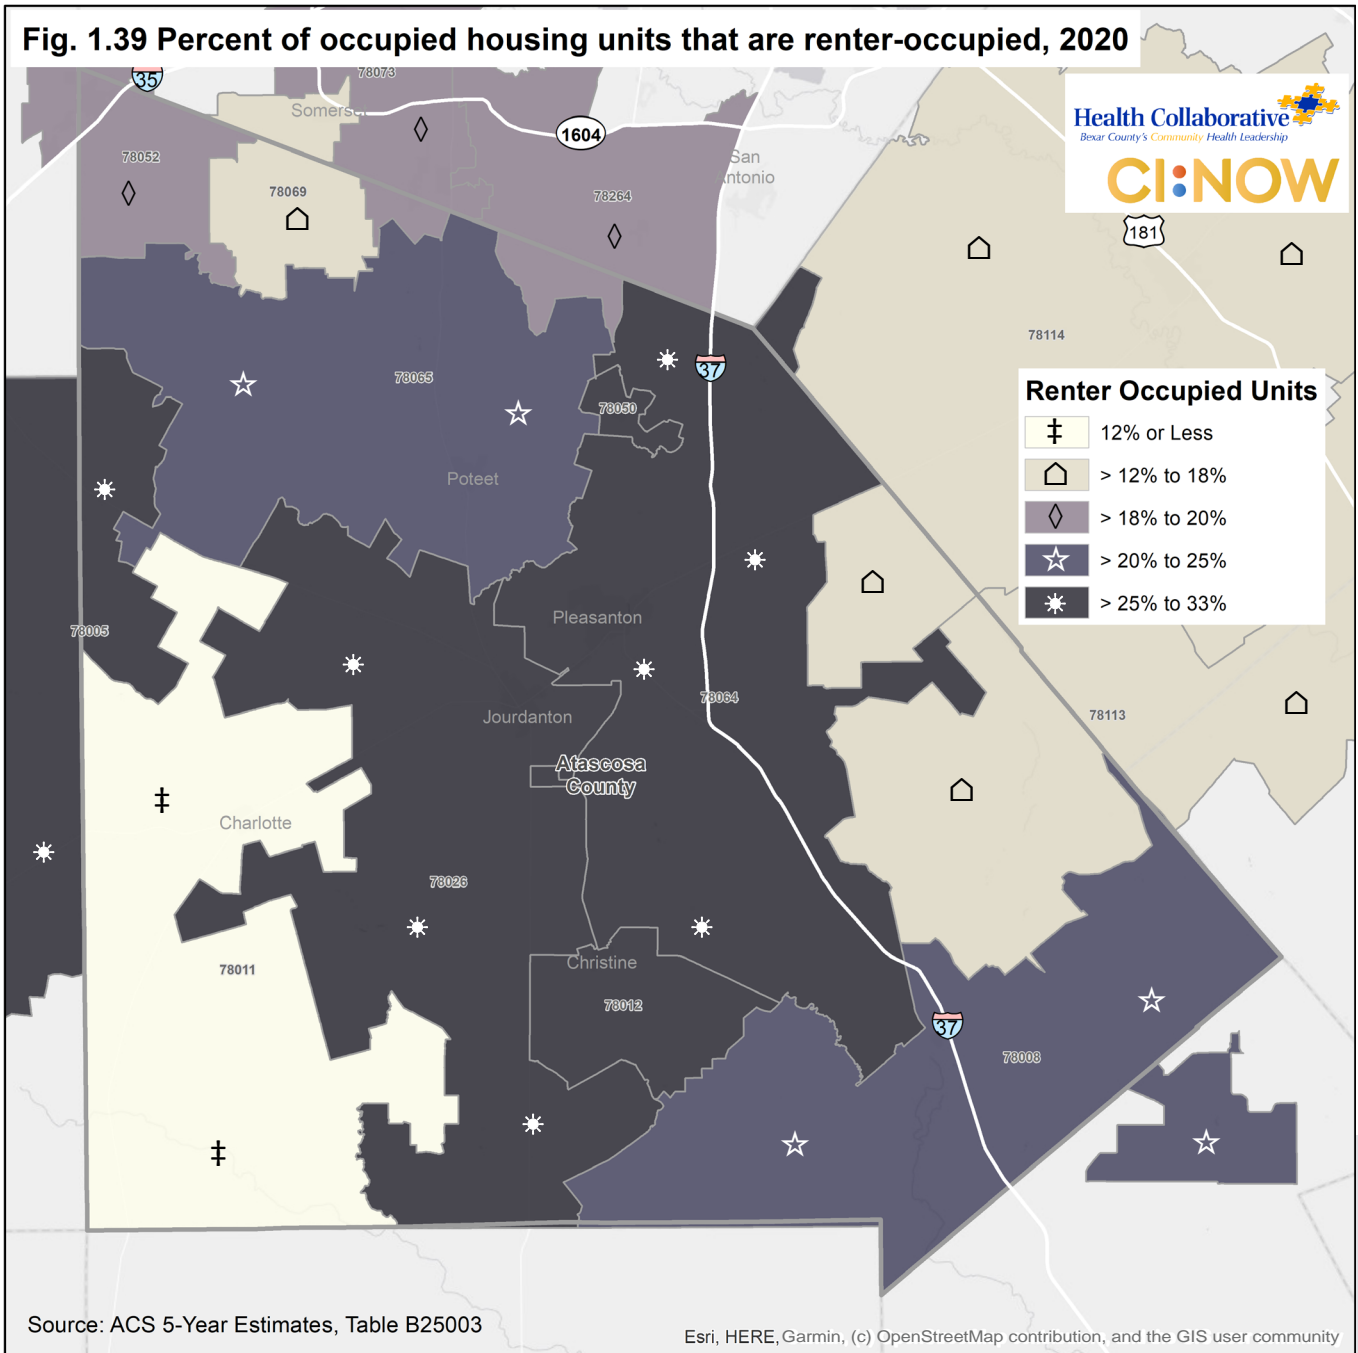 Fig. 1.39 Percent of occupied housing units that are renter-occupied, 2020
35
78073
Health Collaborative
Bexar County's Community Health Leadership
CI:NOW
Somerset
1604
78052
San
Antonio
78069
78264
181
78114
37
78065
78050
Renter Occupied Units
12% or Less
> 12% to 18%
> 18% to 20%
> 20% to 25%
> 25% to 33%
Poteet
Pleasanton
78005
78064
Jourdanton
78113
Atascosa
County
Charlotte
78026
Christine
78011
78012
37
78008
Source: ACS 5-Year Estimates, Table B25003
Esri, HERE, Garmin, (c) OpenStreetMap contribution, and the GIS user community